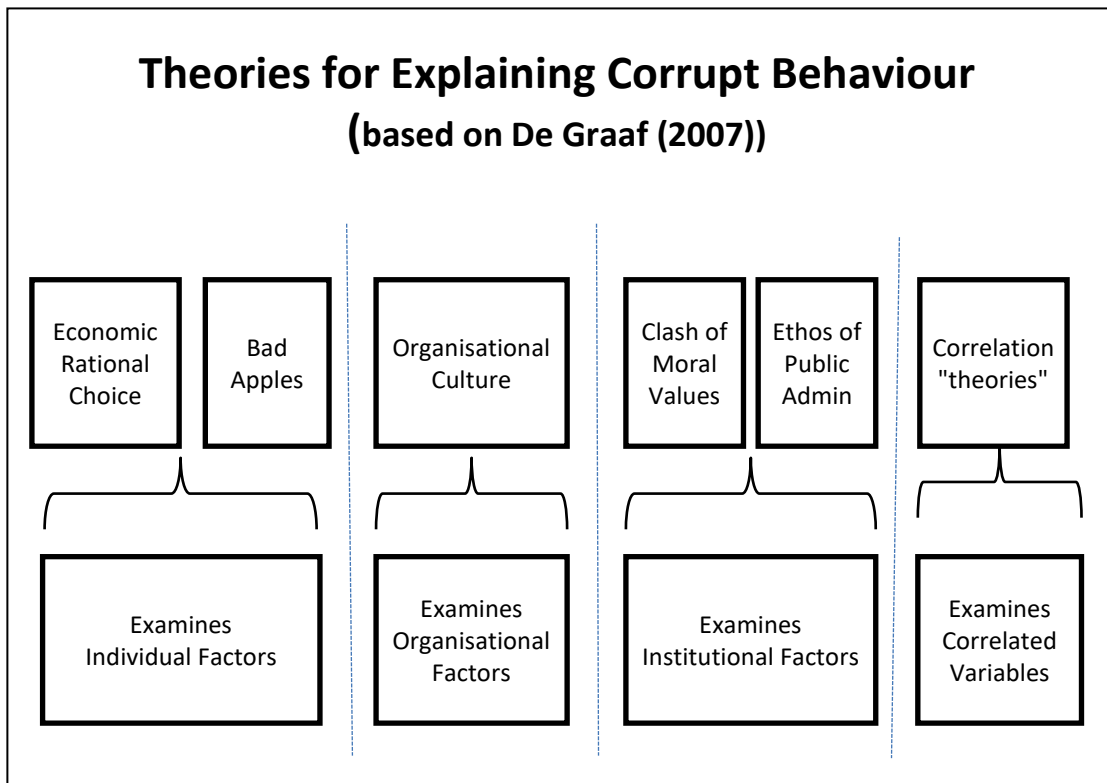 Theories for Explaining Corrupt Behaviour
(based on De Graaf (2007))
Economic
Rational
Choice
Bad
Apples
Organisational
Culture
Clash of
Moral
Values
Ethos of
Public
Admin
Correlation
"theories"
Examines
Individual Factors
Examines
Organisational
Factors
Examines
Institutional Factors
Examines
Correlated
Variables